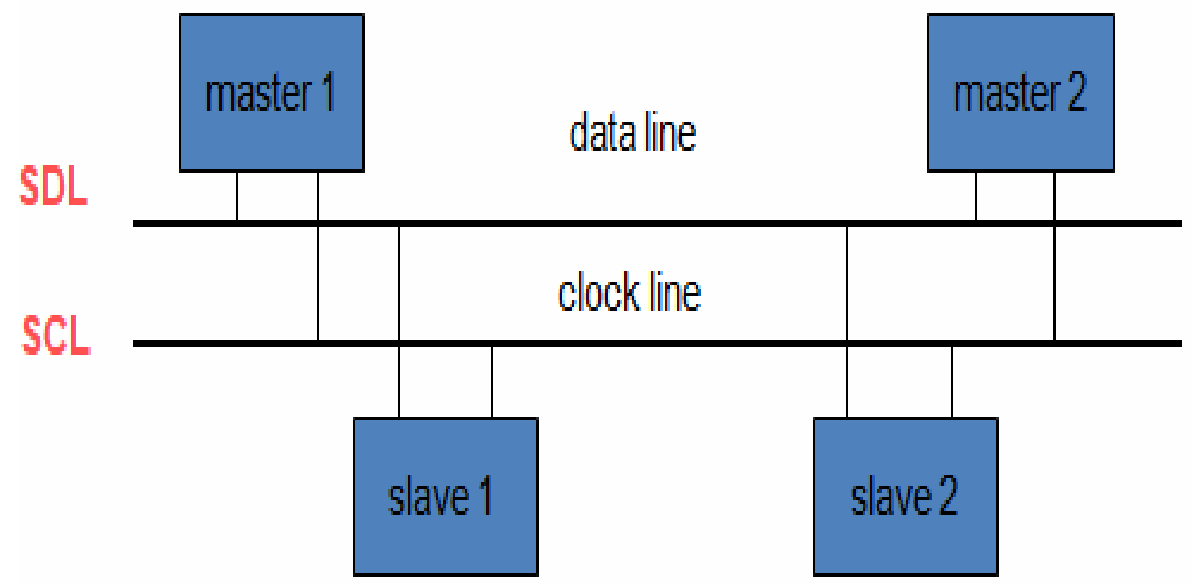 master 1
master 2
data line
SDL
clock line
SCL
slave 1
slave 2